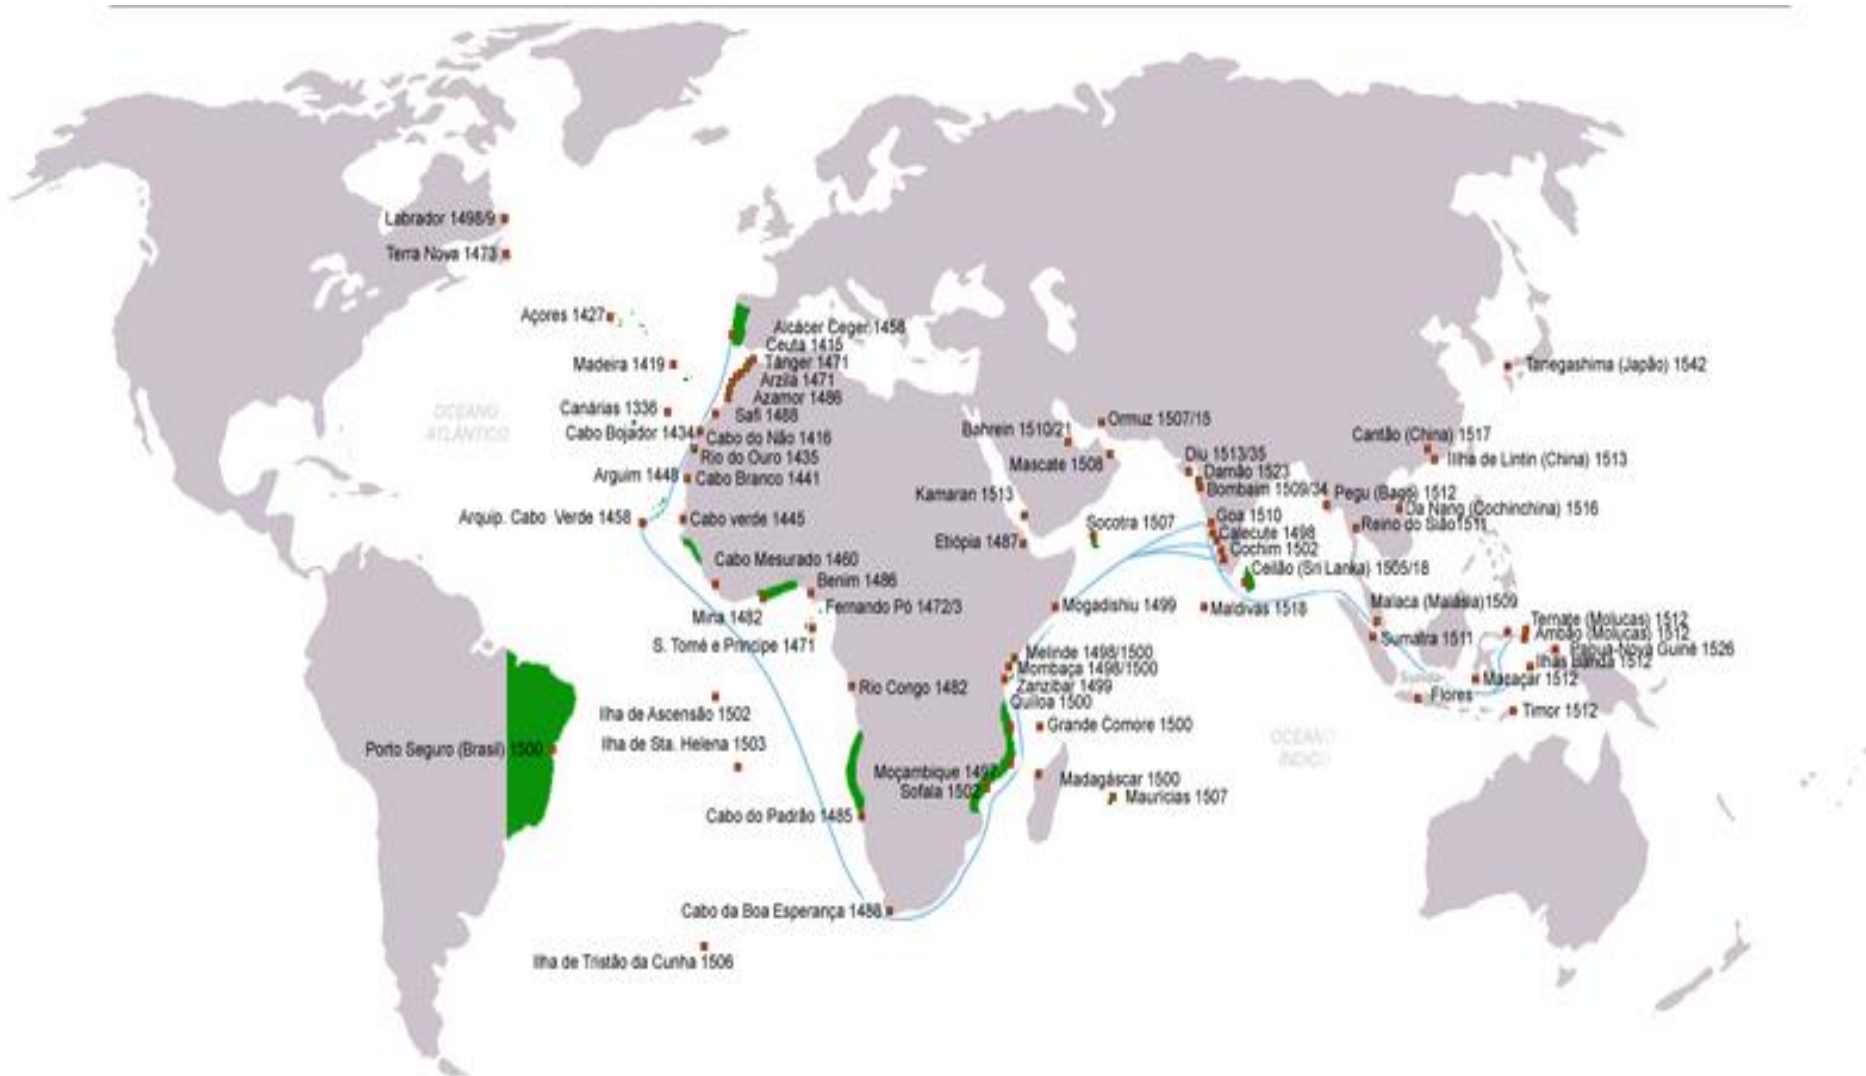 Labrador 1498/9
Terra Nova 1473
Açores 1427
Madeira 1419
Canárias 1336
Cabo Bojador 1434
OCEANO
ATLÂNTICO
Alcácer Ceger 1458
Ceuta 1415
Tânger 1471
Arzila 1471
Azamor 1486
Safi 1488
Cabo do Não 1416
Rio do Ouro 1435
Arguim 1448
Cabo Branco 1441
Arquip. Cabo Verde 1458
Cabo verde 1445
Cabo Mesurado 1460
Mina 1482
Benim 1486
Fernando Pó 1472/3
S. Tomé e Principe 1471
Rio Congo 1482
Ilha de Ascensão 1502
Ilha de Sta. Helena 1503
Porto Seguro (Brasil) 1500
Cabo do Padrão 1485
Cabo da Boa Esperança 1488
Ilha de Tristão da Cunha 1506
Bahrein 1510/21
Ormuz 1507/15
Mascate 1508
Kamaran 1513
Etiópia 1487
Socotra 1507
Mogadishiu 1499
Melinde 1498/1500
Mombaça 1498/1500
Zanzibar 1499
Quiloa 1500
Grande Comore 1500
Moçambique 1497
Sofala 1502
Madagáscar 1500
Maurícias 1507
OCEANO
ÍNDICO
Diu 1513/35
Damão 1523
Bombaim 1509/34
Goa 1510
Calecute 1498
Cochim 1502
Ceilão (Sri Lanka) 1505/18
Maldivas 1518
Tanegashima (Japão) 1542
Cantão (China) 1517
Illha de Lintin (China) 1513
Pegu (Bago) 1512
Da Nang (Cochinchina) 1516
Reino do Sião 1511
Malaca (Malásia) 1509
Sumatra 1511
Ternate (Molucas) 1512
Ambão (Molucas) 1512
Papua-Nova Guiné 1526
Ilhas Banda 1512
Macaçar 1512
Flores
Timor 1512